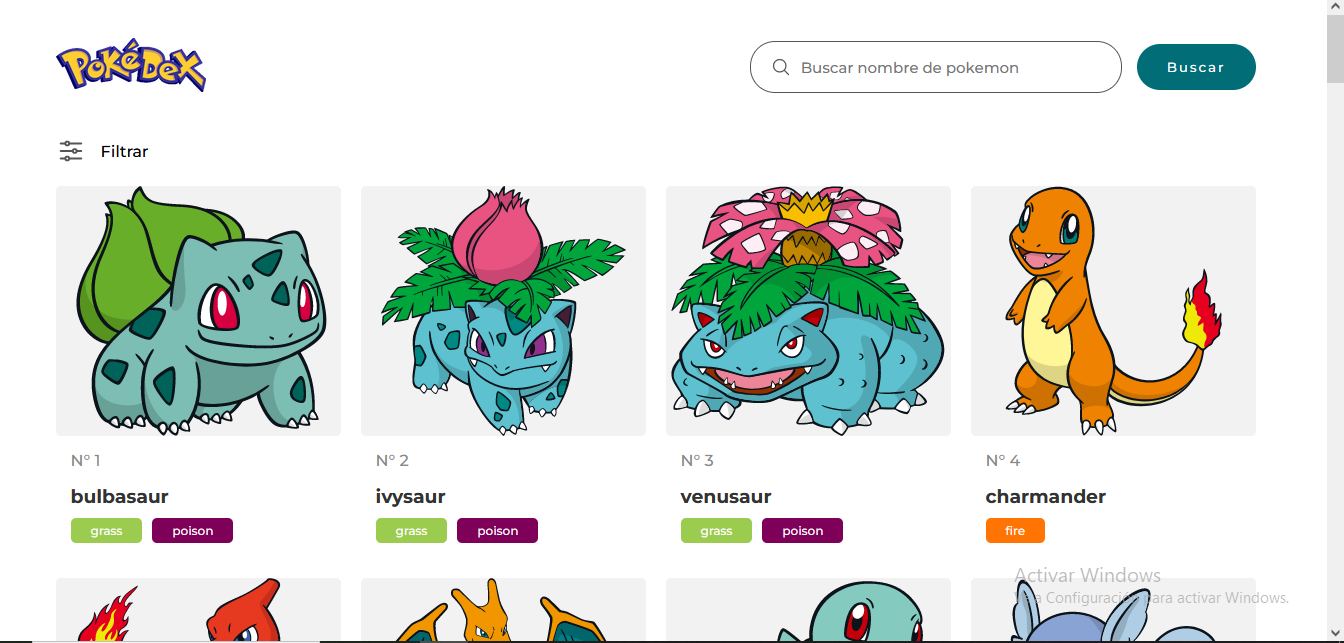 PokéDex
Buscar nombre de pokemon
Buscar
Filtrar
N° 1
N° 2
N° 3
N° 4
bulbasaur
ivysaur
venusaur
charmander
grass poison
grass poison
grass poison
fire
Activar Windows
Ve a Configuración para activar Windows.